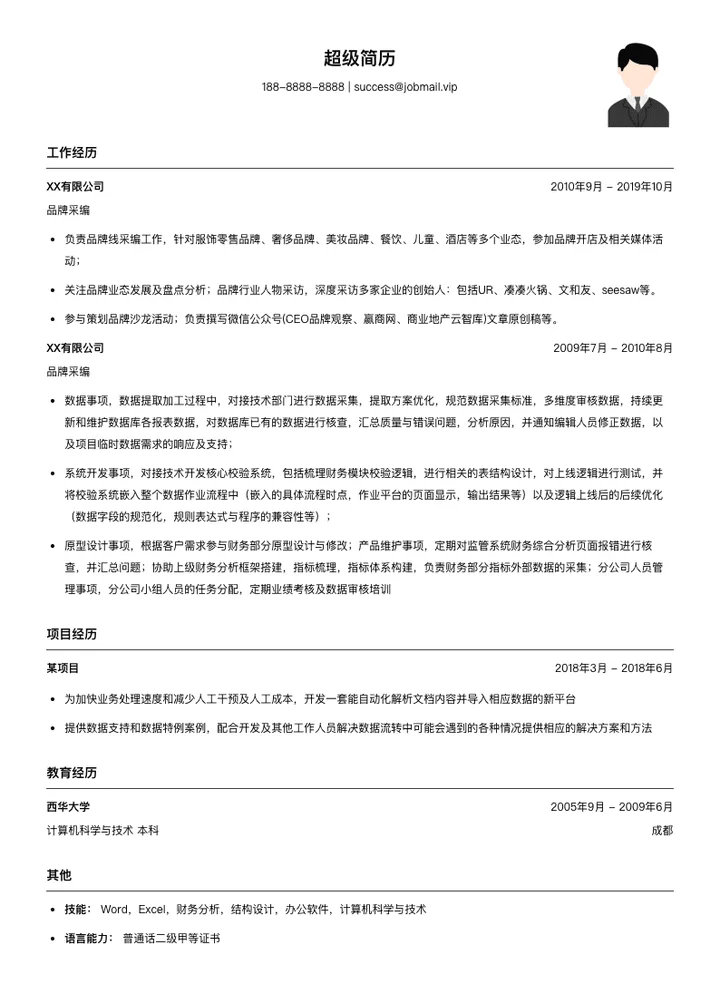 超级简历
188-8888-8888 | success@jobmail.vip
工作经历
XX有限公司 2010年9月 – 2019年10月
品牌采编
• 负责品牌线采编工作，针对服饰零售品牌、奢侈品牌、美妆品牌、餐饮、儿童、酒店等多个业态，参加品牌开店及相关媒体活
动；
• 关注品牌业态发展及盘点分析；品牌行业人物采访，深度采访多家企业的创始人：包括UR、凑凑火锅、文和友、seesaw等。
• 参与策划品牌沙龙活动；负责撰写微信公众号(CEO品牌观察、赢商网、商业地产云智库)文章原创稿等。
XX有限公司 2009年7月 – 2010年8月
品牌采编
• 数据事项，数据提取加工过程中，对接技术部门进行数据采集，提取方案优化，规范数据采集标准，多维度审核数据，持续更
新和维护数据库各报表数据，对数据库已有的数据进行核查，汇总质量与错误问题，分析原因，并通知编辑人员修正数据，以
及项目临时数据需求的响应及支持；
• 系统开发事项，对接技术开发核心校验系统，包括梳理财务模块校验逻辑，进行相关的表结构设计，对上线逻辑进行测试，并
将校验系统嵌入整个数据作业流程中（嵌入的具体流程时点，作业平台的页面显示，输出结果等）以及逻辑上线后的后续优化
（数据字段的规范化，规则表达式与程序的兼容性等）；
• 原型设计事项，根据客户需求参与财务部分原型设计与修改；产品维护事项，定期对监管系统财务综合分析页面报错进行核
查，并汇总问题；协助上级财务分析框架搭建，指标梳理，指标体系构建，负责财务部分指标外部数据的采集；分公司人员管
理事项，分公司小组人员的任务分配，定期业绩考核及数据审核培训
项目经历
某项目 2018年3月 – 2018年6月
• 为加快业务处理速度和减少人工干预及人工成本，开发一套能自动化解析文档内容并导入相应数据的新平台
• 提供数据支持和数据特例案例，配合开发及其他工作人员解决数据流转中可能会遇到的各种情况提供相应的解决方案和方法
教育经历
西华大学 2005年9月 – 2009年6月
计算机科学与技术 本科 成都
其他
• 技能： Word，Excel，财务分析，结构设计，办公软件，计算机科学与技术
• 语言能力： 普通话二级甲等证书